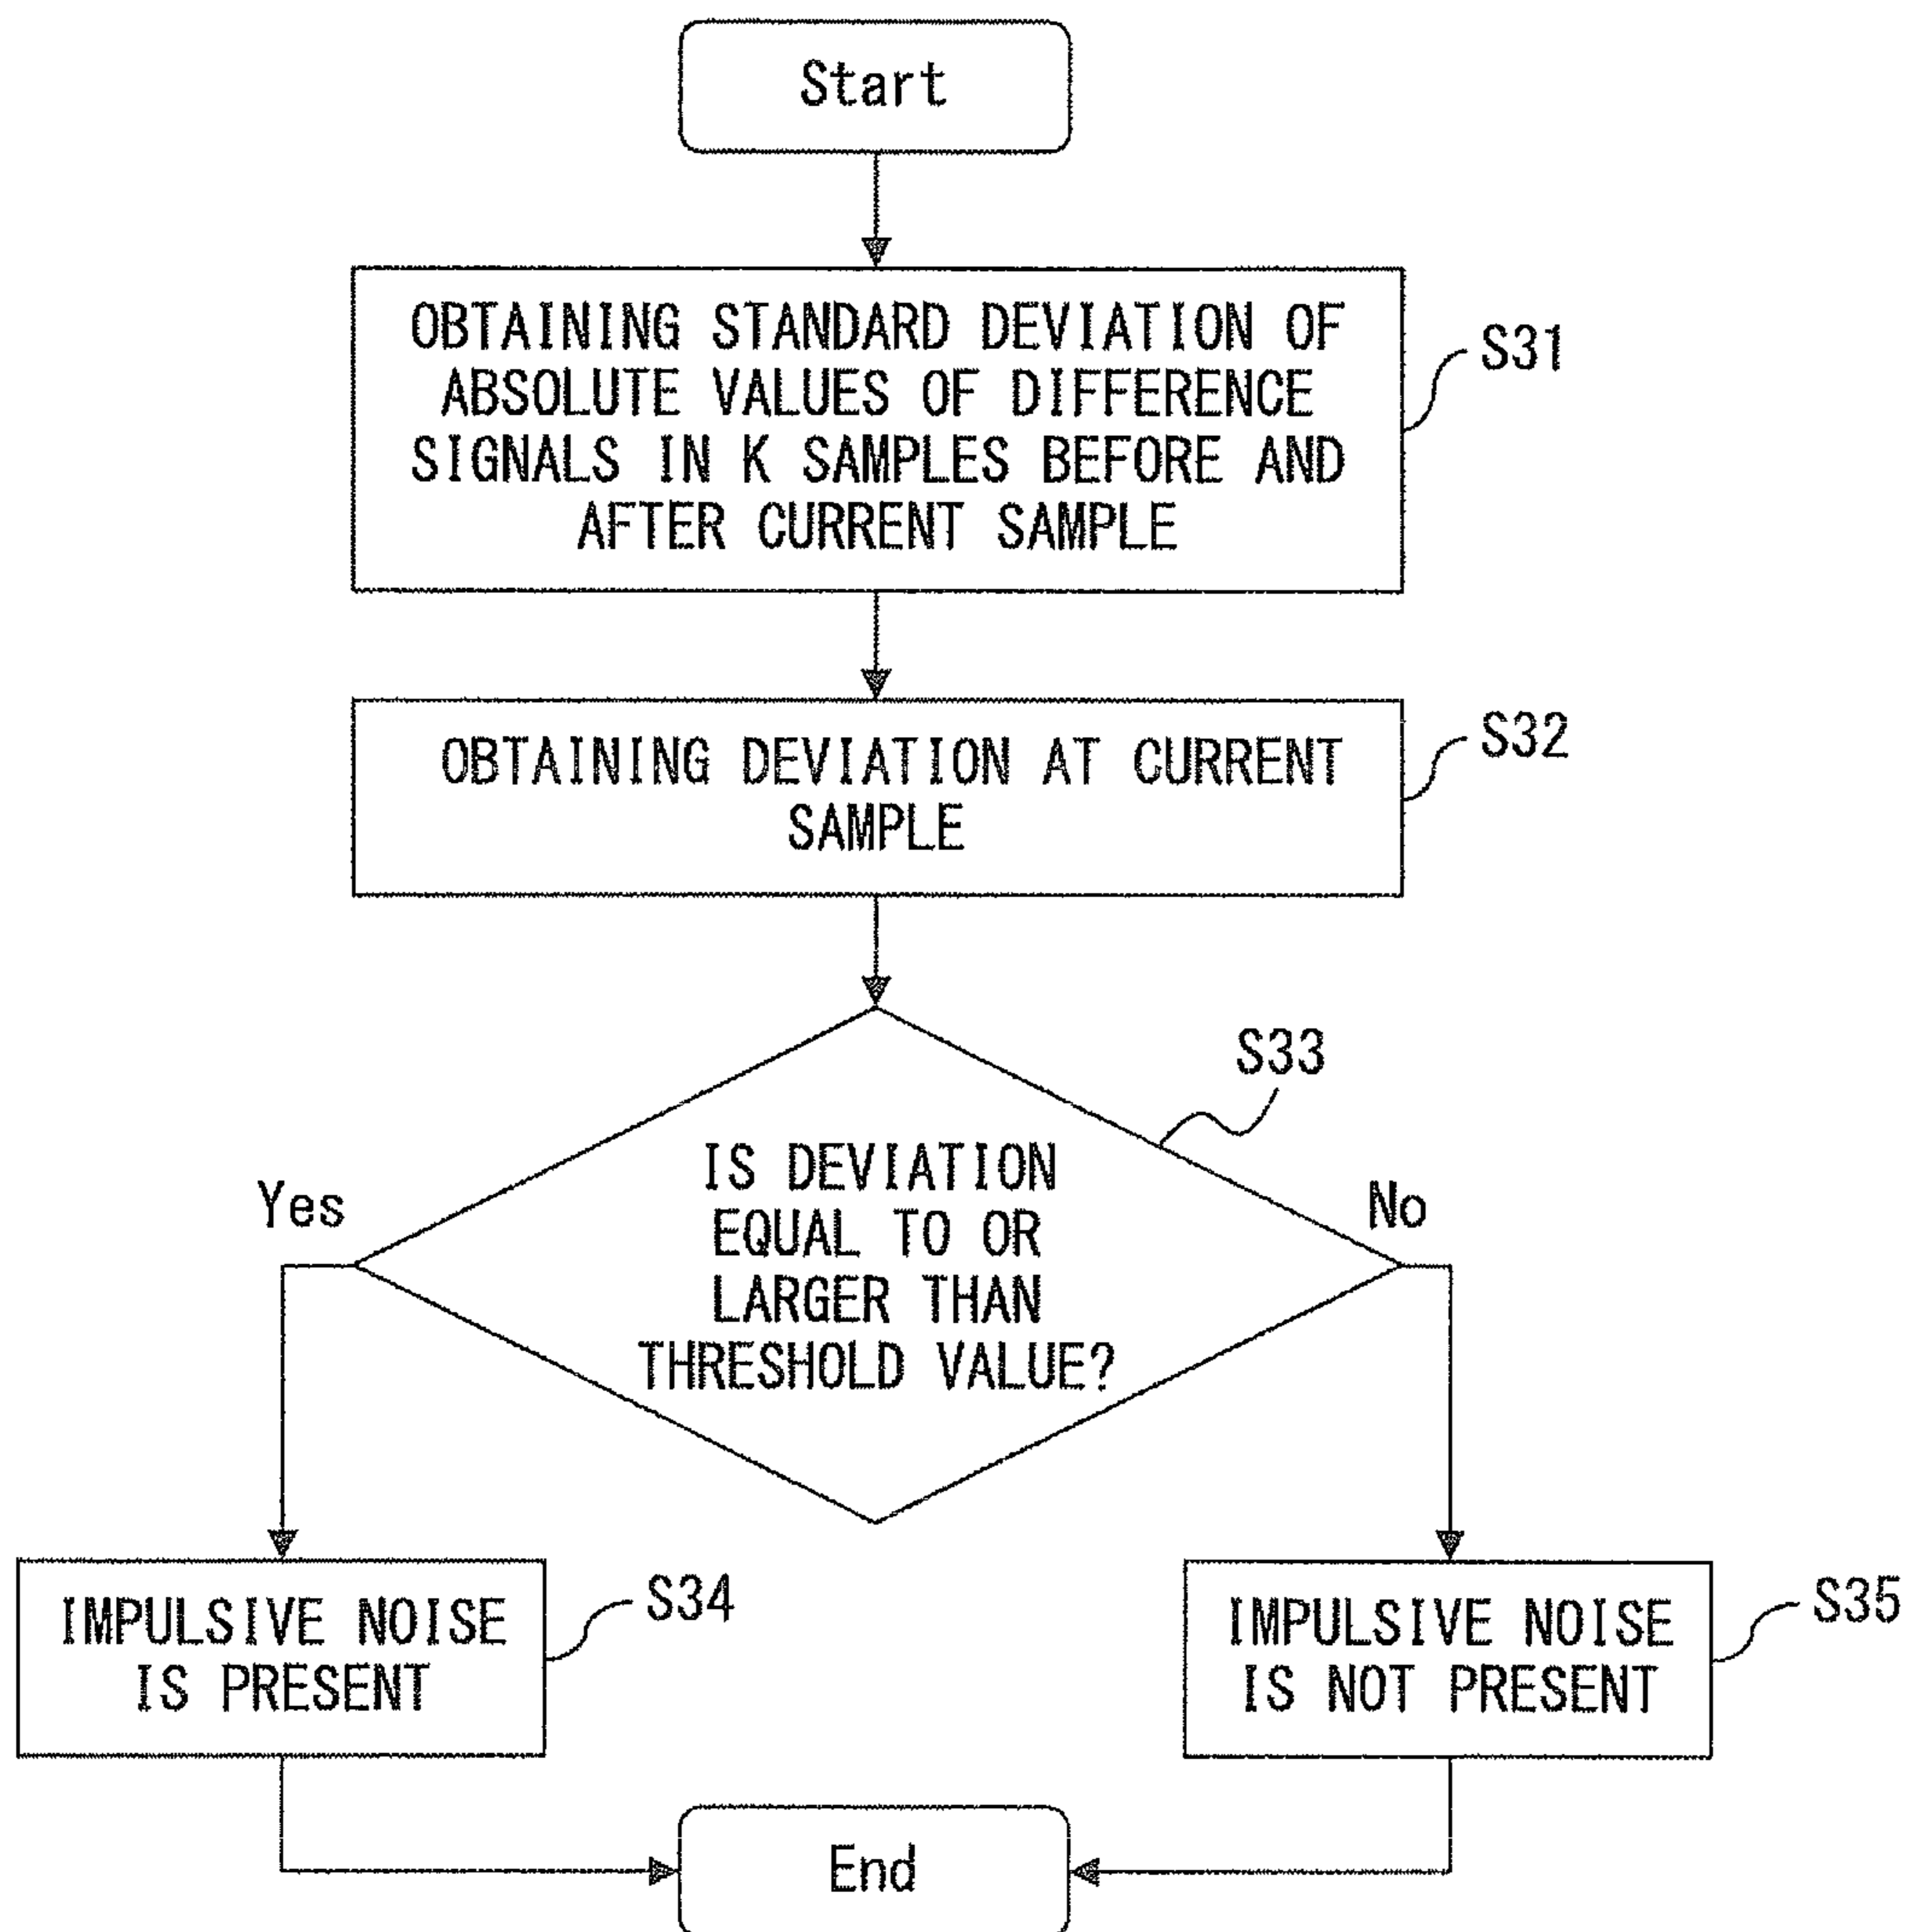 Start
OBTAINING STANDARD DEVIATION OF
ABSOLUTE VALUES OF DIFFERENCE
SIGNALS IN K SAMPLES BEFORE AND
AFTER CURRENT SAMPLE
S31
OBTAINING DEVIATION AT CURRENT
SAMPLE
S32
S33
IS DEVIATION
EQUAL TO OR
LARGER THAN
THRESHOLD VALUE?
Yes
No
IMPULSIVE NOISE
IS PRESENT
S34
IMPULSIVE NOISE
IS NOT PRESENT
S35
End